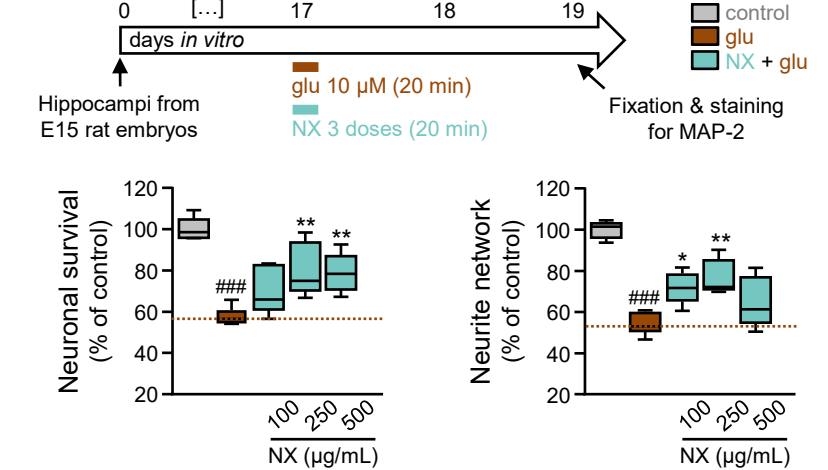 0 [...] 17 18 19
days in vitro
control
glu
NX + glu
glu 10 µM (20 min)
NX 3 doses (20 min)
Hippocampi from
E15 rat embryos
Fixation & staining
for MAP-2
Neuronal survival
(% of control)
120
100
80
60
40
20
###
**
**
100 250 500
NX (µg/mL)
Neurite network
(% of control)
120
100
80
60
40
20
###
*
**
100 250 500
NX (µg/mL)